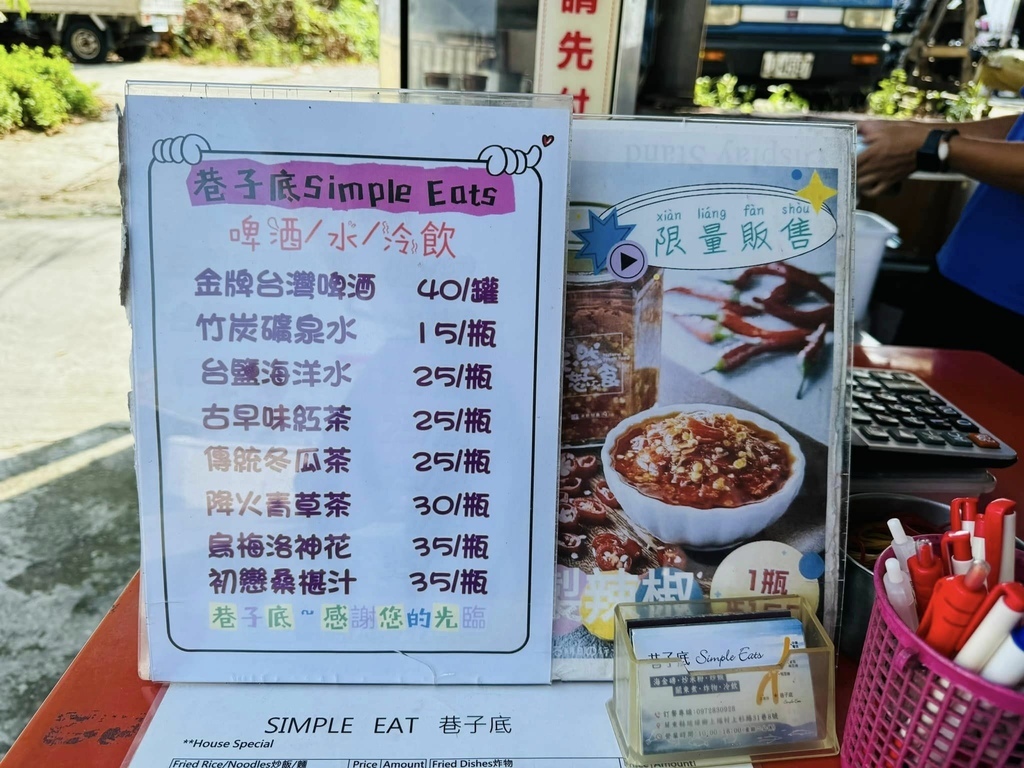 請先付
巷子底Simple Eats
啤酒/水/冷飲
金牌台灣啤酒 40/罐
竹炭礦泉水 15/瓶
台鹽海洋水 25/瓶
古早味紅茶 25/瓶
傳統冬瓜茶 25/瓶
降火青草茶 30/瓶
烏梅洛神花 35/瓶
初戀桑椹汁 35/瓶
巷子底~感謝您的光臨
Display Stand
xiàn liáng fàn shòu
限量販售
辣椒
1瓶
巷子底 Simple Eats
SIMPLE EAT 巷子底
**House Special
Fried Rice/Noodles炒飯/麵 Price Amount Fried Dishes炸物 Amount